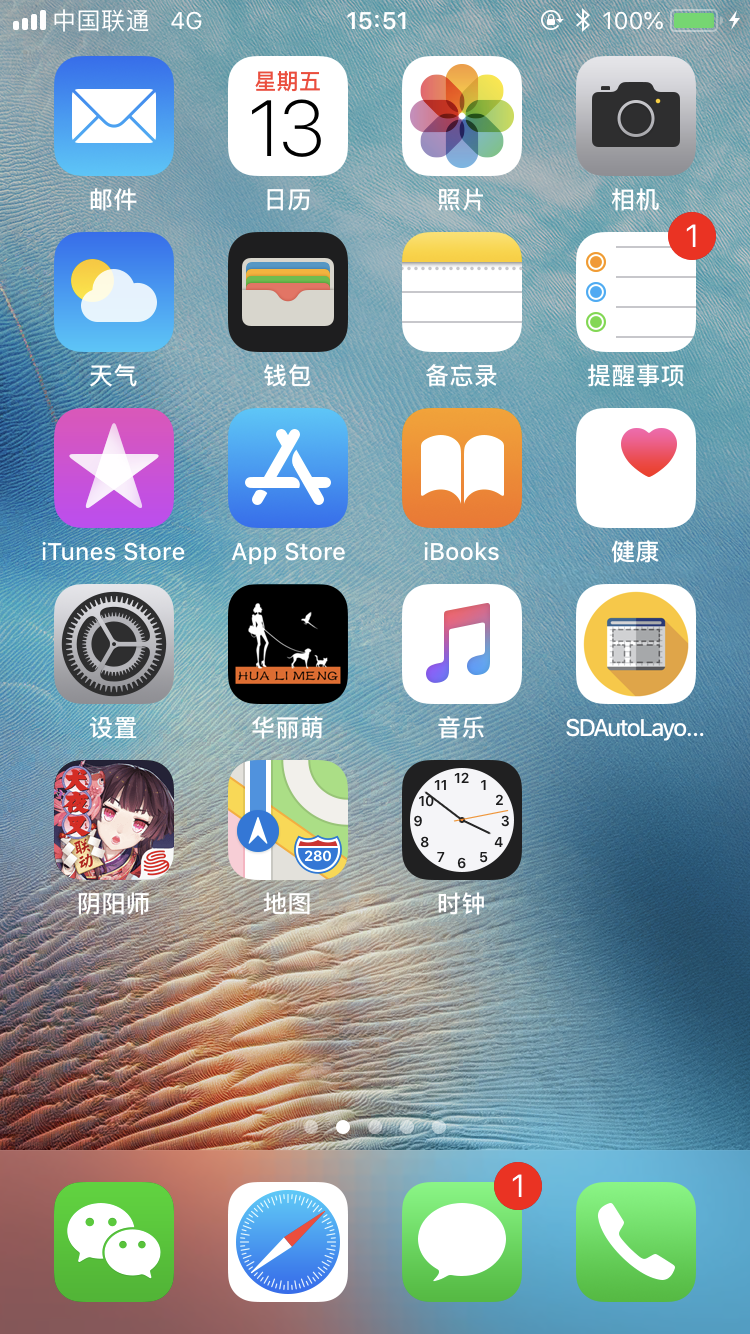 中国联通 4G 15:51 100%
星期五
13
邮件 日历 照片 相机
1
天气 钱包 备忘录 提醒事项
iTunes Store App Store iBooks 健康
HUA LI MENG
设置 华丽萌 音乐 SDAutoLayo...
犬夜叉
联动
280
12 1 2 3 4 5 6 7 8 9 10 11
阴阳师 地图 时钟
1